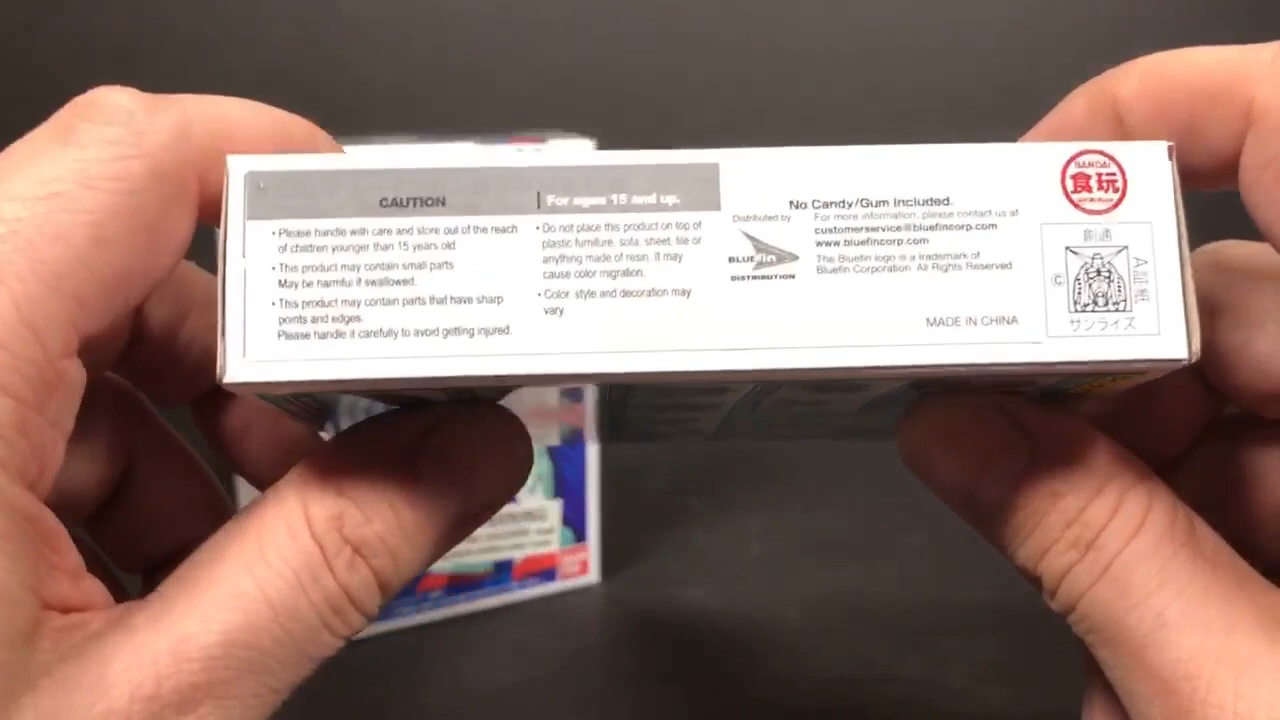 CAUTION
For ages 15 and up.
• Please handle with care and store out of the reach
of children younger than 15 years old
• This product may contain small parts
May be harmful if swallowed.
• This product may contain parts that have sharp
points and edges.
Please handle it carefully to avoid getting injured.
• Do not place this product on top of
plastic furniture, sofa, sheet, tile or
anything made of resin. It may
cause color migration.
• Color, style and decoration may
vary
No Candy/Gum Included.
Distributed by
BLUEfin
DISTRIBUTION
For more information, please contact us at
customerservice@bluefincorp.com
www.bluefincorp.com
The Bluefin logo is a trademark of
Bluefin Corporation. All Rights Reserved
MADE IN CHINA
BANDAI
食玩
創通
©
サンライズ
A証紙